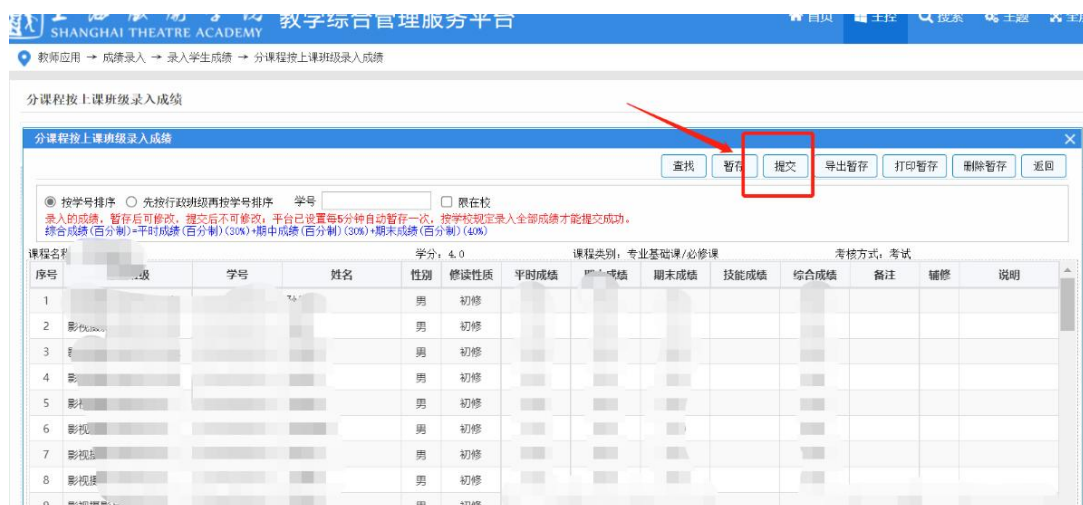 SHANGHAI THEATRE ACADEMY 教学综合管理服务平台 首页 主控 搜索 主题
教师应用 → 成绩录入 → 录入学生成绩 → 分课程按上课班级录入成绩
分课程按上课班级录入成绩
分课程按上课班级录入成绩
查找 暂存 提交 导出暂存 打印暂存 删除暂存 返回
按学号排序 先按行政班级再按学号排序 学号 限在校
录入的成绩，暂存后可修改，提交后不可修改；平台已设置每5分钟自动暂存一次，按学校规定录入全部成绩才能提交成功。
综合成绩(百分制)=平时成绩(百分制)(30%)+期中成绩(百分制)(30%)+期末成绩(百分制)(40%)
课程名称 学分：4.0 课程类别：专业基础课/必修课 考核方式：考试
序号 学号 姓名 性别 修读性质 平时成绩 期末成绩 技能成绩 综合成绩 备注 辅修 说明
1 男 初修
2 影视 男 初修
3 男 初修
4 影 男 初修
5 影 男 初修
6 影视 男 初修
7 影视 男 初修
8 影视 男 初修